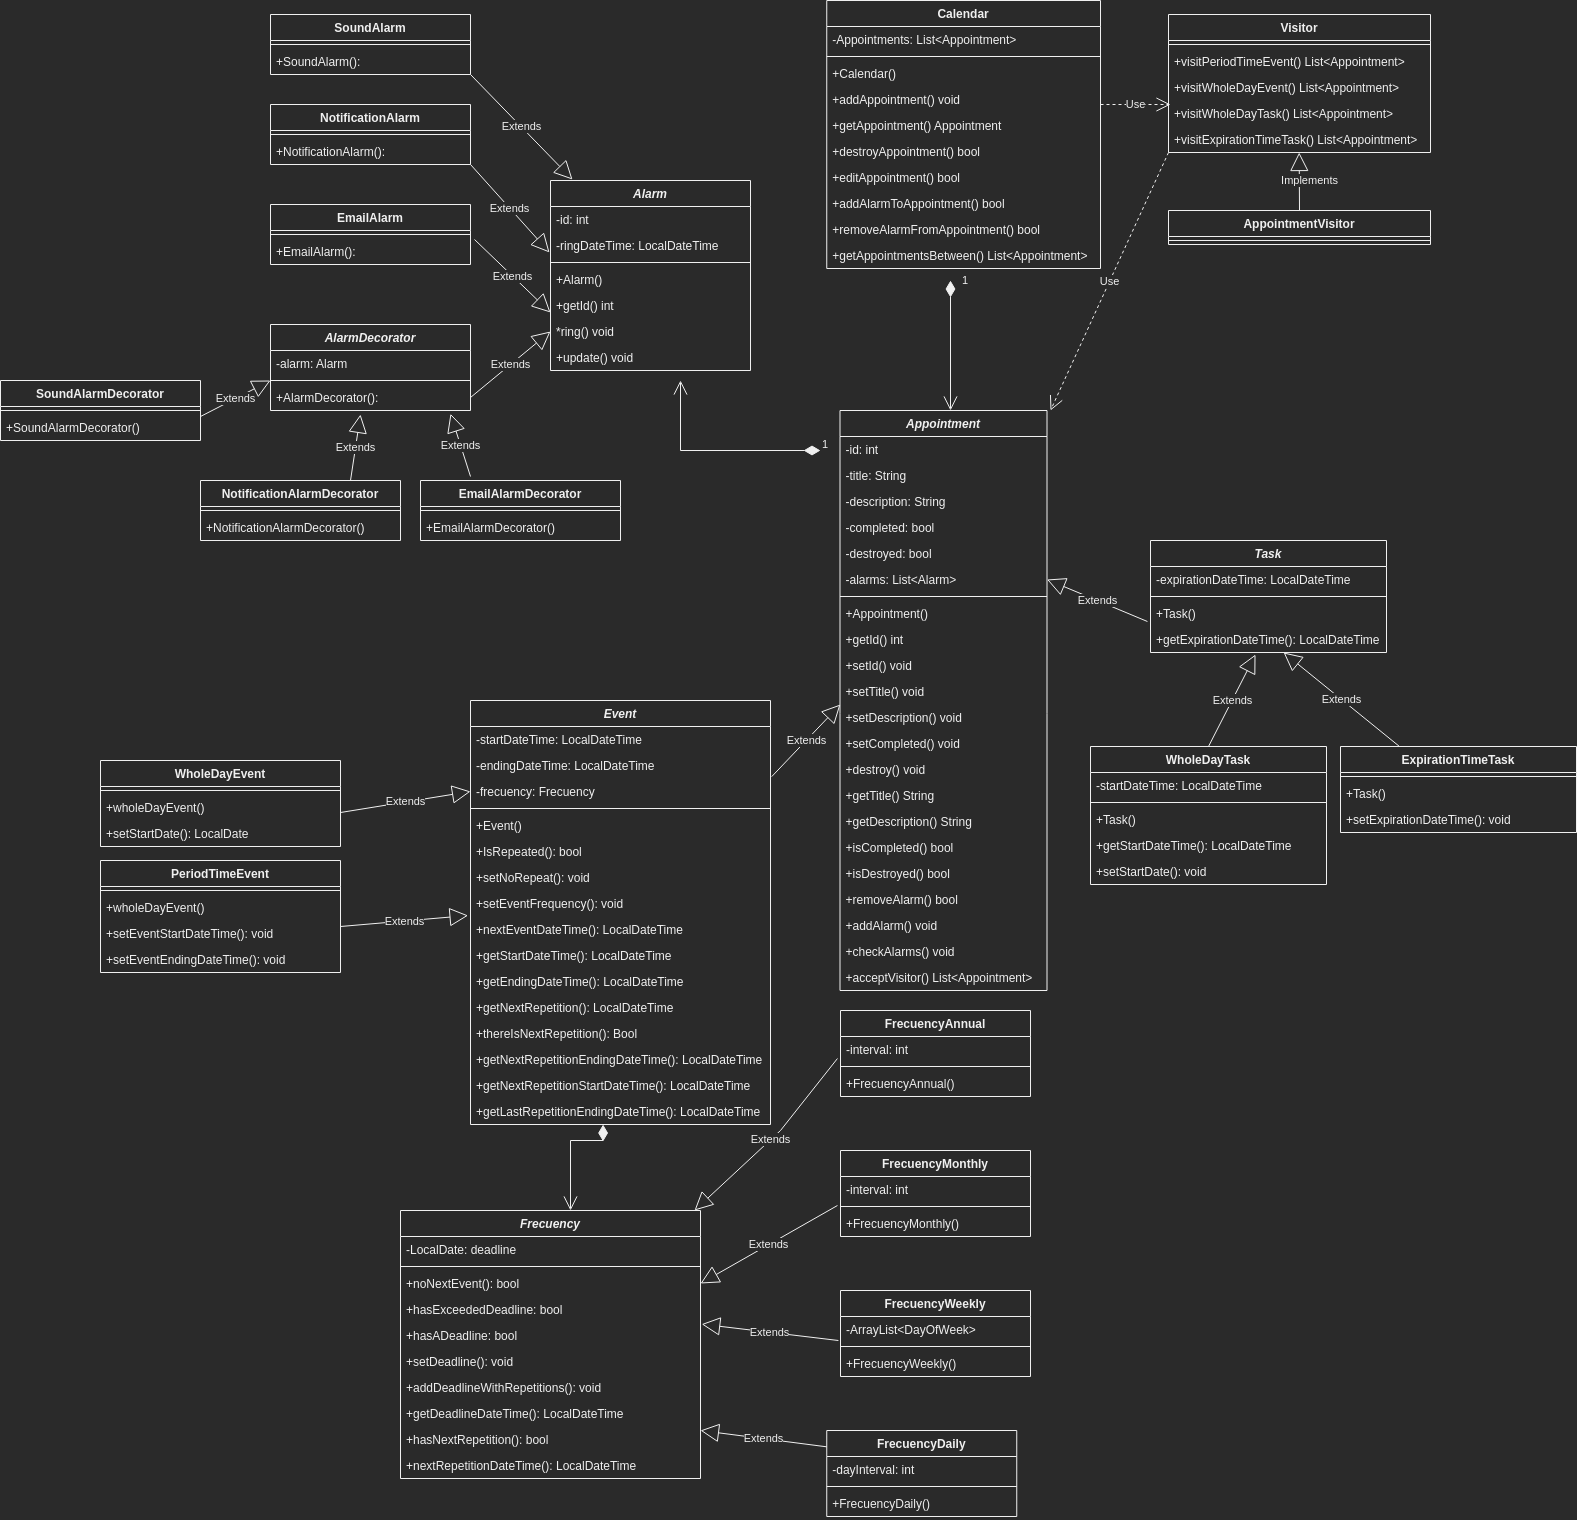 SoundAlarm
+SoundAlarm():
NotificationAlarm
+NotificationAlarm():
EmailAlarm
+EmailAlarm():
Extends
Extends
Extends
Alarm
-id: int
-ringDateTime: LocalDateTime
+Alarm()
+getId() int
*ring() void
+update() void
AlarmDecorator
-alarm: Alarm
+AlarmDecorator():
Extends
SoundAlarmDecorator
+SoundAlarmDecorator()
Extends
Extends
Extends
NotificationAlarmDecorator
+NotificationAlarmDecorator()
EmailAlarmDecorator
+EmailAlarmDecorator()
Calendar
-Appointments: List<Appointment>
+Calendar()
+addAppointment() void
+getAppointment() Appointment
+destroyAppointment() bool
+editAppointment() bool
+addAlarmToAppointment() bool
+removeAlarmFromAppointment() bool
+getAppointmentsBetween() List<Appointment>
Use
Visitor
+visitPeriodTimeEvent() List<Appointment>
+visitWholeDayEvent() List<Appointment>
+visitWholeDayTask() List<Appointment>
+visitExpirationTimeTask() List<Appointment>
Implements
AppointmentVisitor
1
Use
1
Appointment
-id: int
-title: String
-description: String
-completed: bool
-destroyed: bool
-alarms: List<Alarm>
+Appointment()
+getId() int
+setId() void
+setTitle() void
+setDescription() void
+setCompleted() void
+destroy() void
+getTitle() String
+getDescription() String
+isCompleted() bool
+isDestroyed() bool
+removeAlarm() bool
+addAlarm() void
+checkAlarms() void
+acceptVisitor() List<Appointment>
Extends
Task
-expirationDateTime: LocalDateTime
+Task()
+getExpirationDateTime(): LocalDateTime
Extends
Extends
WholeDayTask
-startDateTime: LocalDateTime
+Task()
+getStartDateTime(): LocalDateTime
+setStartDate(): void
ExpirationTimeTask
+Task()
+setExpirationDateTime(): void
Event
-startDateTime: LocalDateTime
-endingDateTime: LocalDateTime
-frecuency: Frecuency
+Event()
+IsRepeated(): bool
+setNoRepeat(): void
+setEventFrequency(): void
+nextEventDateTime(): LocalDateTime
+getStartDateTime(): LocalDateTime
+getEndingDateTime(): LocalDateTime
+getNextRepetition(): LocalDateTime
+thereIsNextRepetition(): Bool
+getNextRepetitionEndingDateTime(): LocalDateTime
+getNextRepetitionStartDateTime(): LocalDateTime
+getLastRepetitionEndingDateTime(): LocalDateTime
Extends
WholeDayEvent
+wholeDayEvent()
+setStartDate(): LocalDate
Extends
PeriodTimeEvent
+wholeDayEvent()
+setEventStartDateTime(): void
+setEventEndingDateTime(): void
Extends
FrecuencyAnnual
-interval: int
+FrecuencyAnnual()
Extends
FrecuencyMonthly
-interval: int
+FrecuencyMonthly()
Extends
Frecuency
-LocalDate: deadline
+noNextEvent(): bool
+hasExceededDeadline: bool
+hasADeadline: bool
+setDeadline(): void
+addDeadlineWithRepetitions(): void
+getDeadlineDateTime(): LocalDateTime
+hasNextRepetition(): bool
+nextRepetitionDateTime(): LocalDateTime
FrecuencyWeekly
-ArrayList<DayOfWeek>
+FrecuencyWeekly()
Extends
FrecuencyDaily
-dayInterval: int
+FrecuencyDaily()
Extends